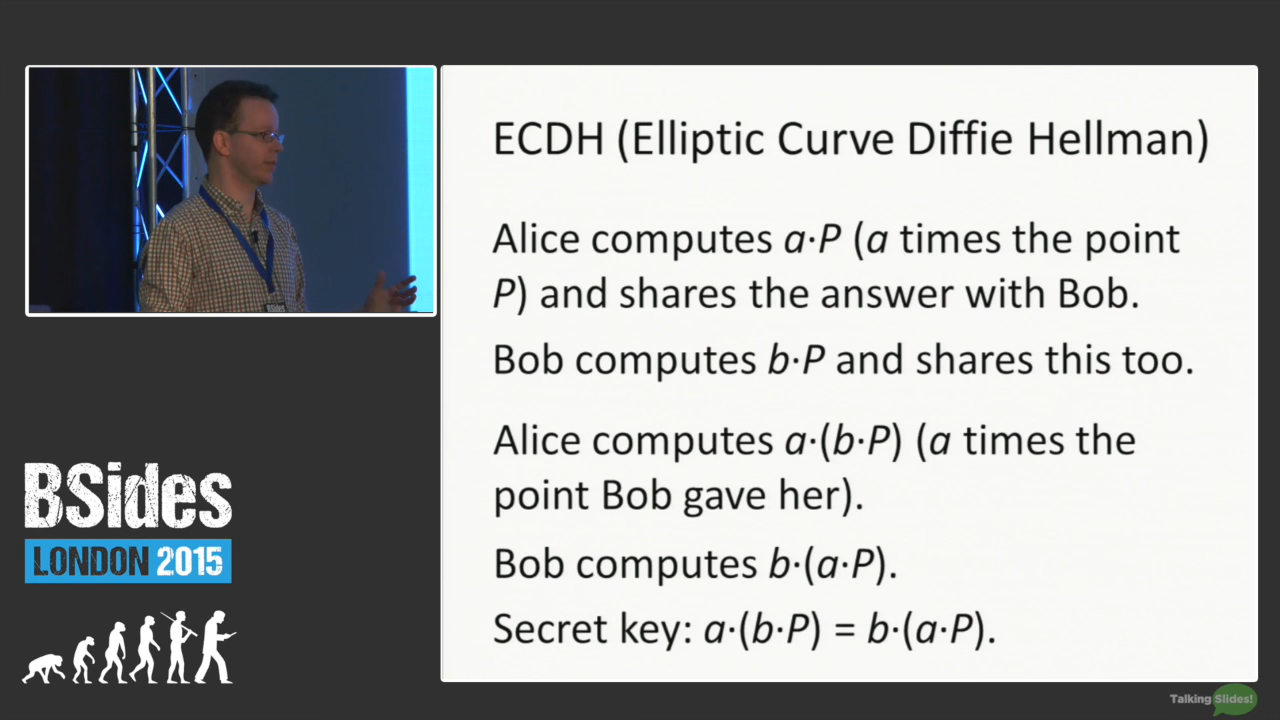 ECDH (Elliptic Curve Diffie Hellman)
Alice computes a·P (a times the point
P) and shares the answer with Bob.
Bob computes b·P and shares this too.
Alice computes a·(b·P) (a times the
point Bob gave her).
Bob computes b·(a·P).
Secret key: a·(b·P) = b·(a·P).
BSides
LONDON 2015
BSides
Talking Slides!